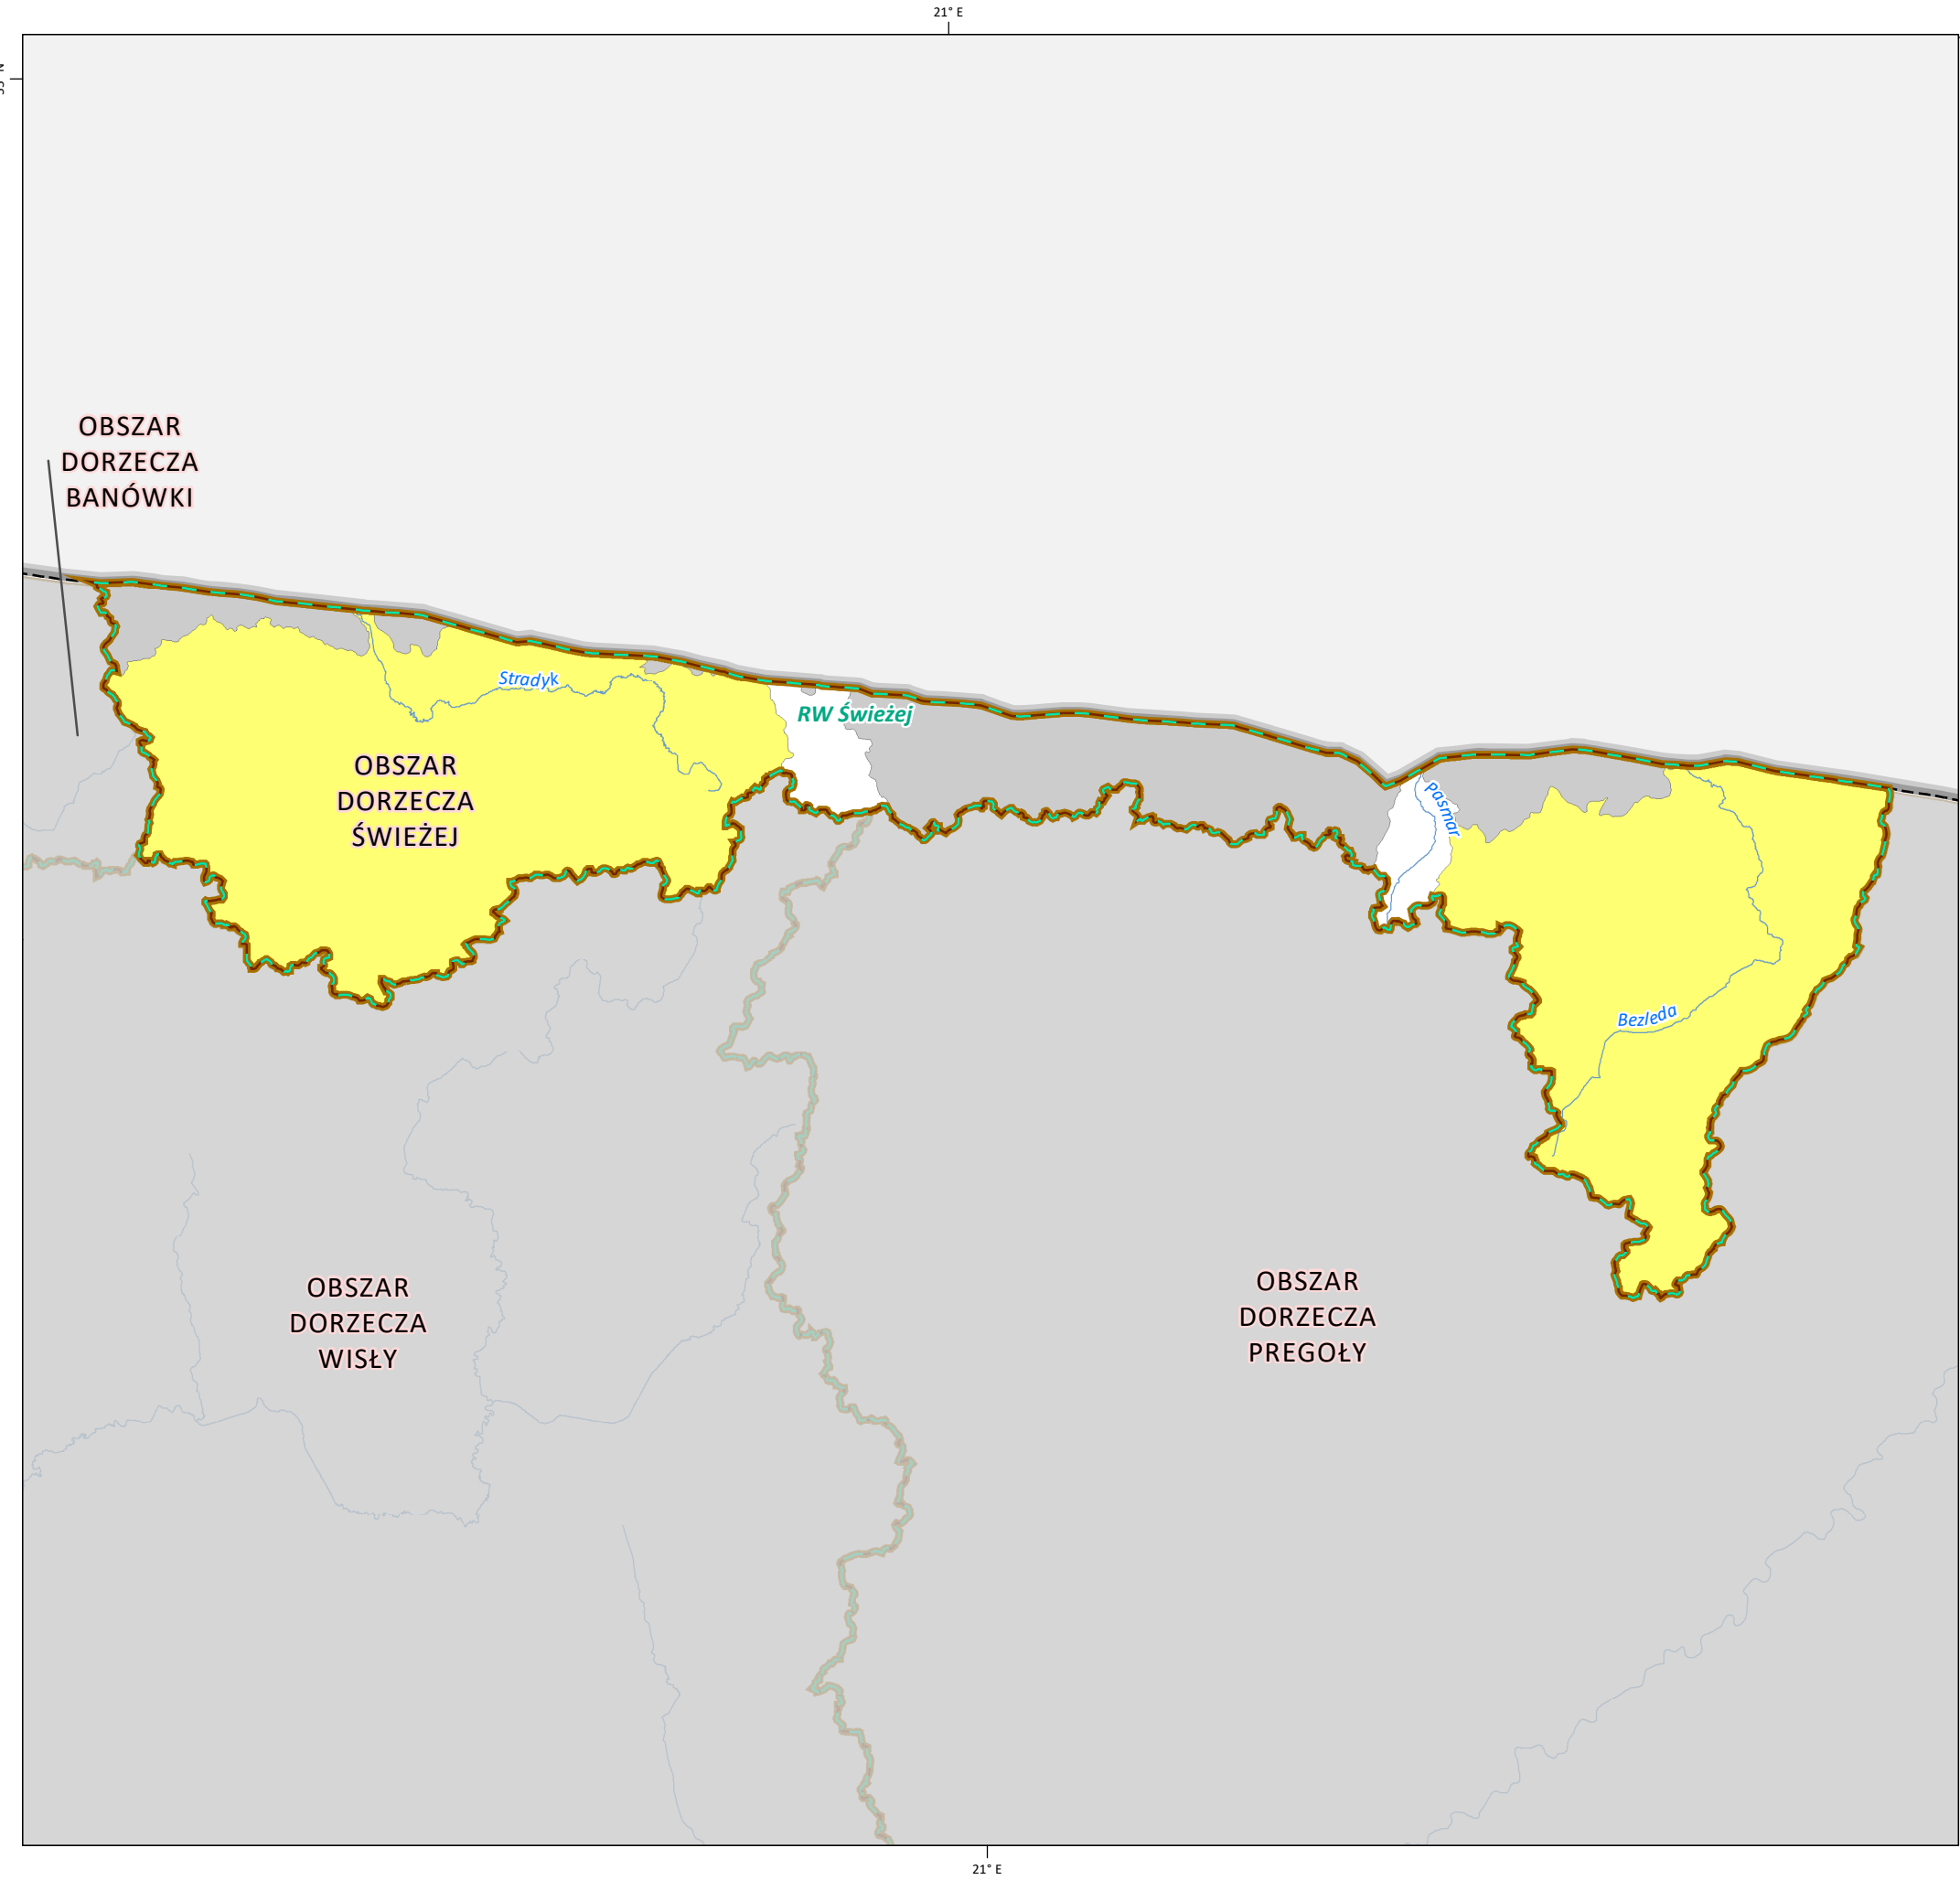 21° E
OBSZAR
DORZECZA
BANÓWKI
Stradyk
RW Świeżej
OBSZAR
DORZECZA
ŚWIEŻEJ
Pasmar
Bezleda
OBSZAR
DORZECZA
WISŁY
OBSZAR
DORZECZA
PREGOŁY
21° E